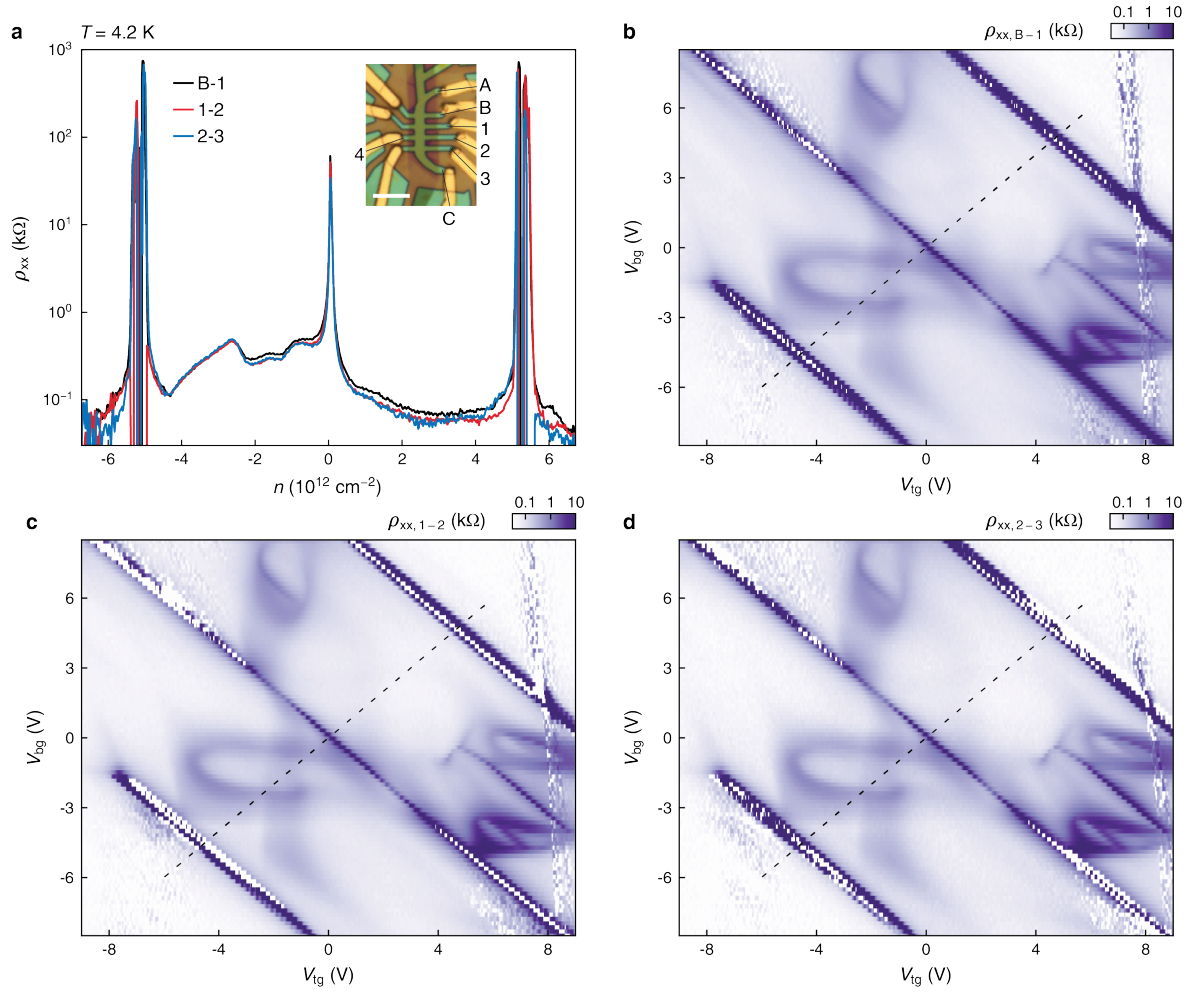 a
T = 4.2 K
10³
10²
10¹
10⁰
10⁻¹
ρxx (kΩ)
B-1
1-2
2-3
A
B
1
2
3
4
C
-6 -4 -2 0 2 4 6
n (10¹² cm⁻²)
b
ρxx, B – 1 (kΩ)
0.1 1 10
6
3
0
-3
-6
Vbg (V)
-8 -4 0 4 8
Vtg (V)
c
ρxx, 1 – 2 (kΩ)
0.1 1 10
6
3
0
-3
-6
Vbg (V)
-8 -4 0 4 8
Vtg (V)
d
ρxx, 2 – 3 (kΩ)
0.1 1 10
6
3
0
-3
-6
Vbg (V)
-8 -4 0 4 8
Vtg (V)